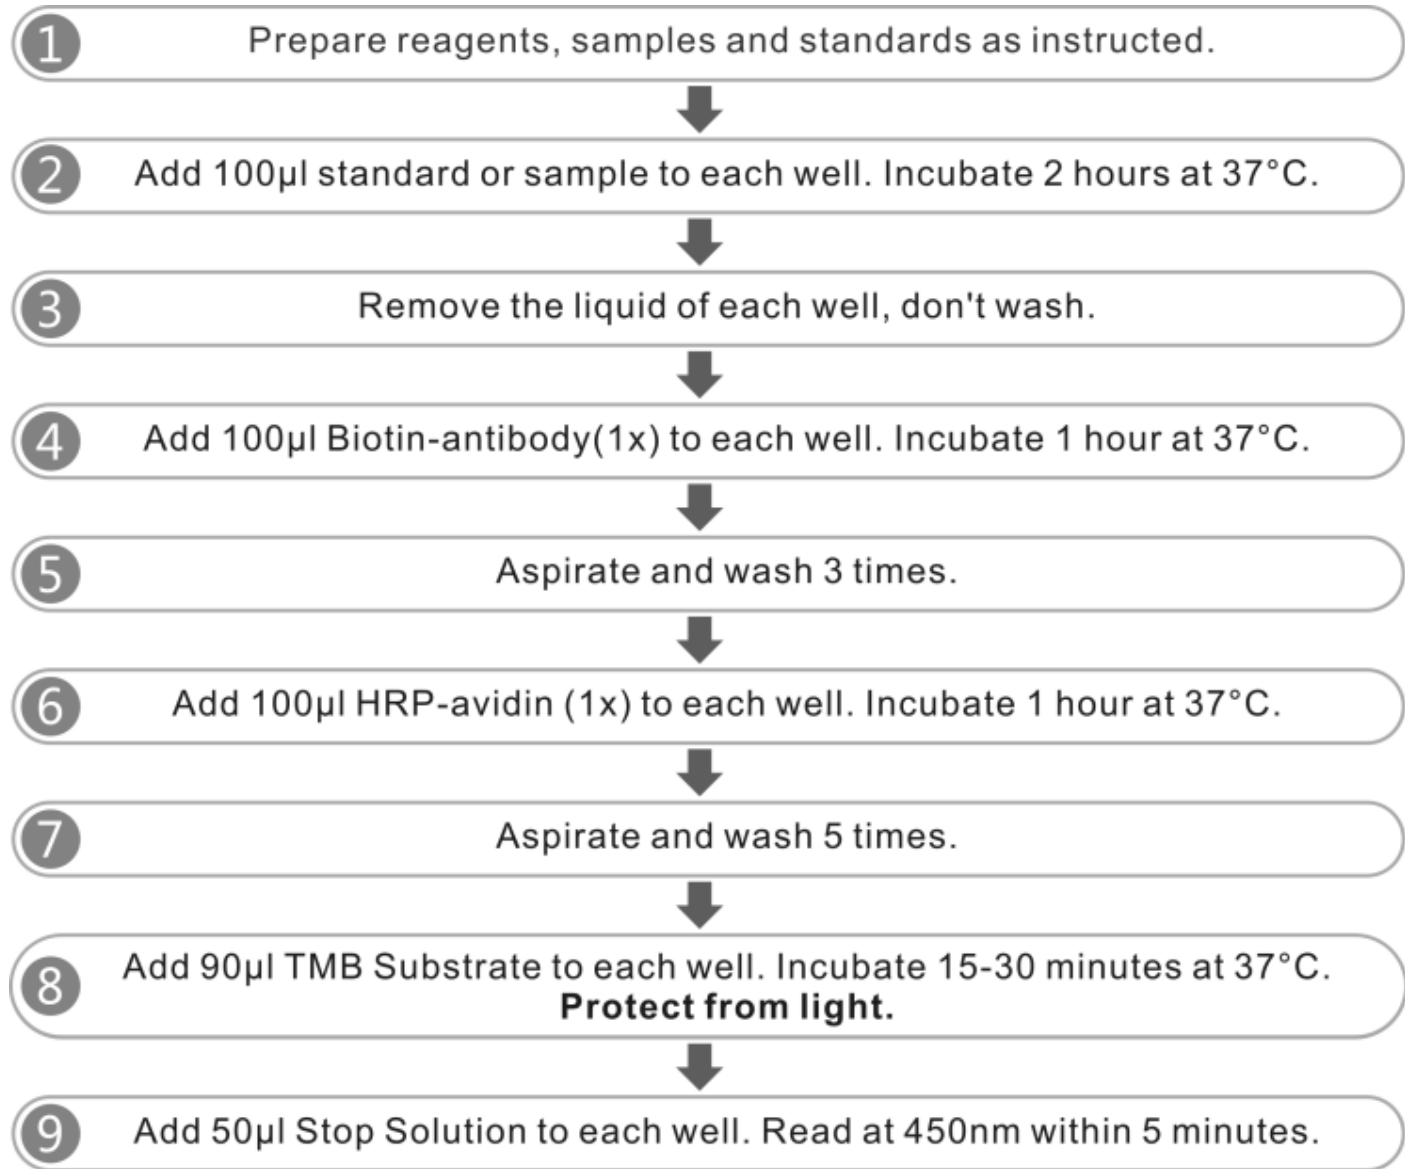 1 Prepare reagents, samples and standards as instructed.
2 Add 100µl standard or sample to each well. Incubate 2 hours at 37°C.
3 Remove the liquid of each well, don't wash.
4 Add 100µl Biotin-antibody(1x) to each well. Incubate 1 hour at 37°C.
5 Aspirate and wash 3 times.
6 Add 100µl HRP-avidin (1x) to each well. Incubate 1 hour at 37°C.
7 Aspirate and wash 5 times.
8 Add 90µl TMB Substrate to each well. Incubate 15-30 minutes at 37°C.
Protect from light.
9 Add 50µl Stop Solution to each well. Read at 450nm within 5 minutes.